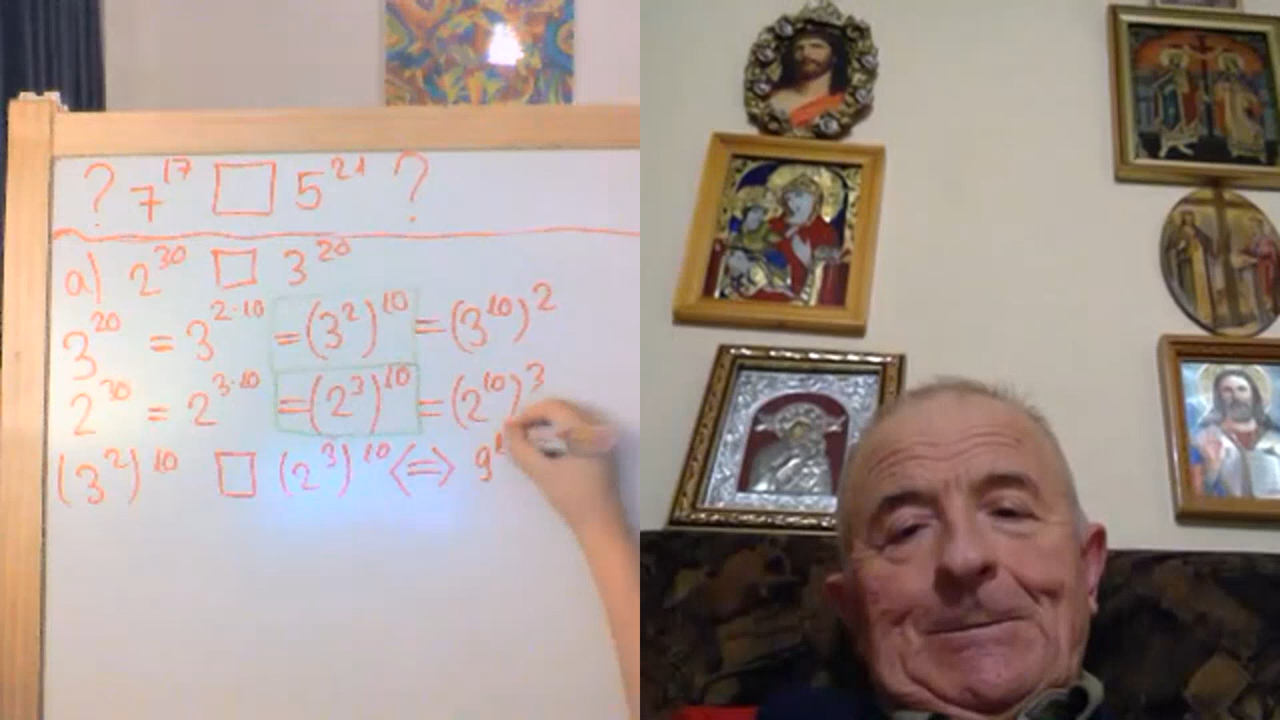 ? 7^17 □ 5^21 ?
a) 2^30 □ 3^20
3^20 = 3^2·10 = (3^2)^10 = (3^10)^2
2^30 = 2^3·10 = (2^3)^10 = (2^10)^3
(3^2)^10 □ (2^3)^10 <=> 9^1